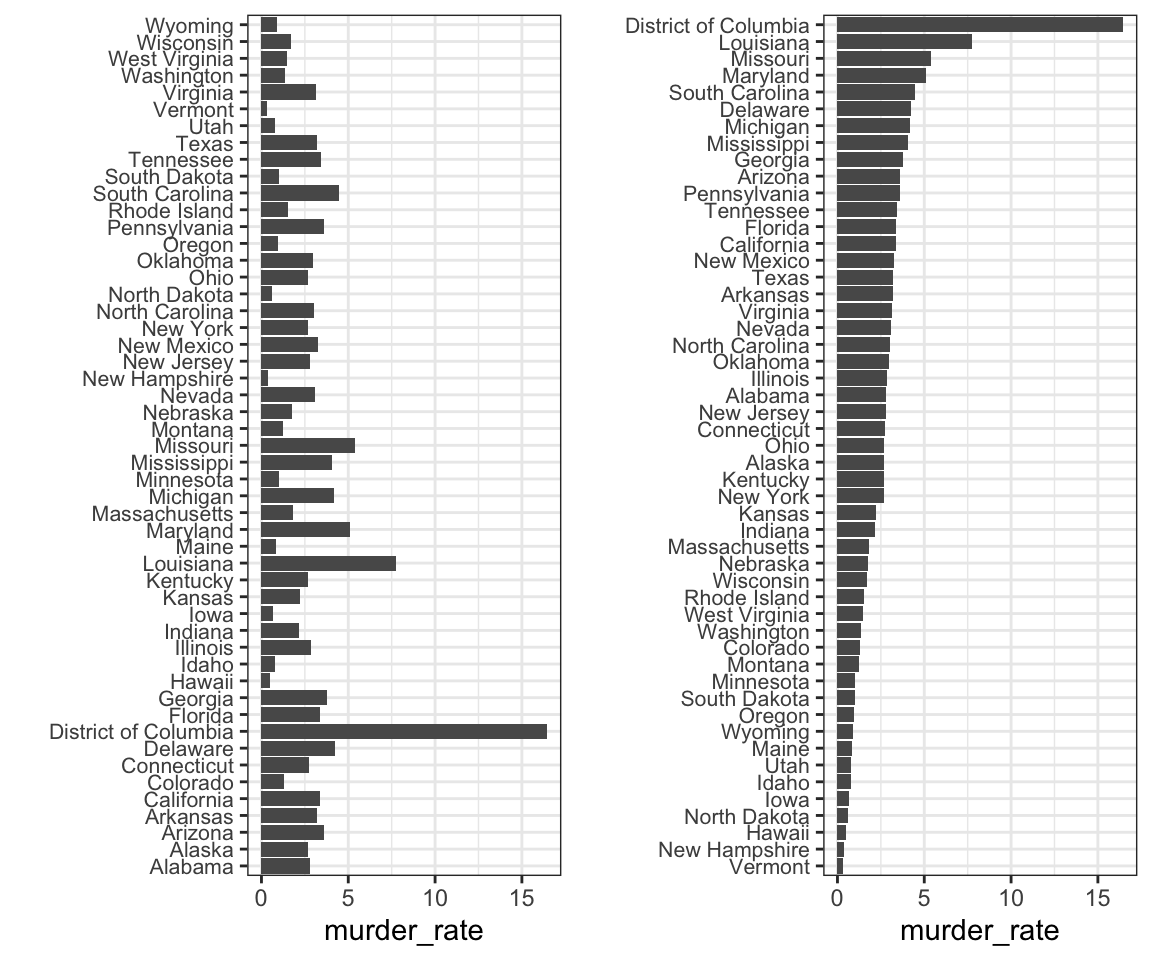 Wyoming
Wisconsin
West Virginia
Washington
Virginia
Vermont
Utah
Texas
Tennessee
South Dakota
South Carolina
Rhode Island
Pennsylvania
Oregon
Oklahoma
Ohio
North Dakota
North Carolina
New York
New Mexico
New Jersey
New Hampshire
Nevada
Nebraska
Montana
Missouri
Mississippi
Minnesota
Michigan
Massachusetts
Maryland
Maine
Louisiana
Kentucky
Kansas
Iowa
Indiana
Illinois
Idaho
Hawaii
Georgia
Florida
District of Columbia
Delaware
Connecticut
Colorado
California
Arkansas
Arizona
Alaska
Alabama
0 5 10 15
murder_rate
District of Columbia
Louisiana
Missouri
Maryland
South Carolina
Delaware
Michigan
Mississippi
Georgia
Arizona
Pennsylvania
Tennessee
Florida
California
New Mexico
Texas
Arkansas
Virginia
Nevada
North Carolina
Oklahoma
Illinois
Alabama
New Jersey
Connecticut
Ohio
Alaska
Kentucky
New York
Kansas
Indiana
Massachusetts
Nebraska
Wisconsin
Rhode Island
West Virginia
Washington
Colorado
Montana
Minnesota
South Dakota
Oregon
Wyoming
Maine
Utah
Idaho
Iowa
North Dakota
Hawaii
New Hampshire
Vermont
0 5 10 15
murder_rate